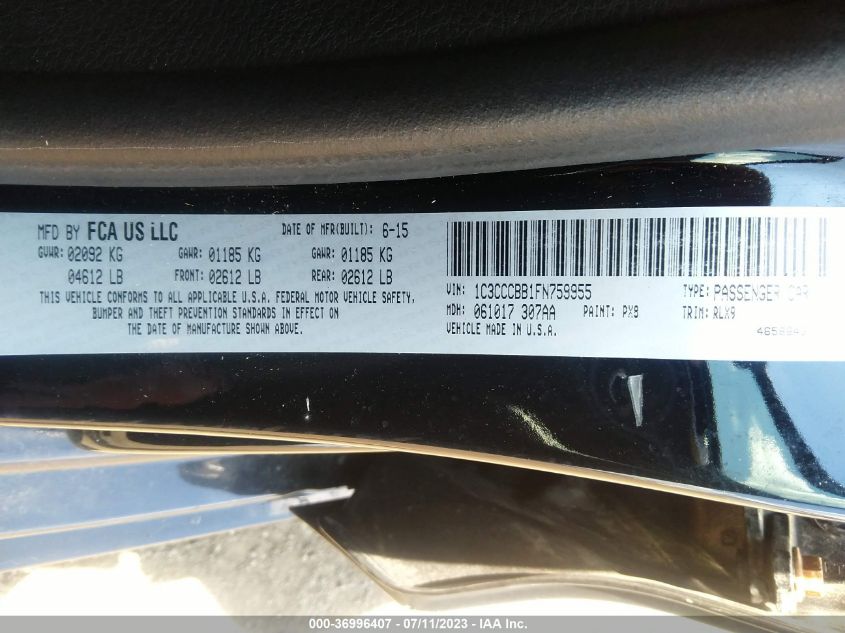 MFD BY FCA US LLC DATE OF MFR(BUILT): 6-15
GVWR: 02092 KG GAWR: 01185 KG GAWR: 01185 KG
04612 LB FRONT: 02612 LB REAR: 02612 LB
THIS VEHICLE CONFORMS TO ALL APPLICABLE U.S.A. FEDERAL MOTOR VEHICLE SAFETY,
BUMPER AND THEFT PREVENTION STANDARDS IN EFFECT ON
THE DATE OF MANUFACTURE SHOWN ABOVE.
VIN: 1C3CCCBB1FN759955 TYPE: PASSENGER CAR
MDH: 061017 307AA PAINT: PX8 TRIM: RLX9
VEHICLE MADE IN U.S.A.
000-36996407 - 07/11/2023 - IAA Inc.